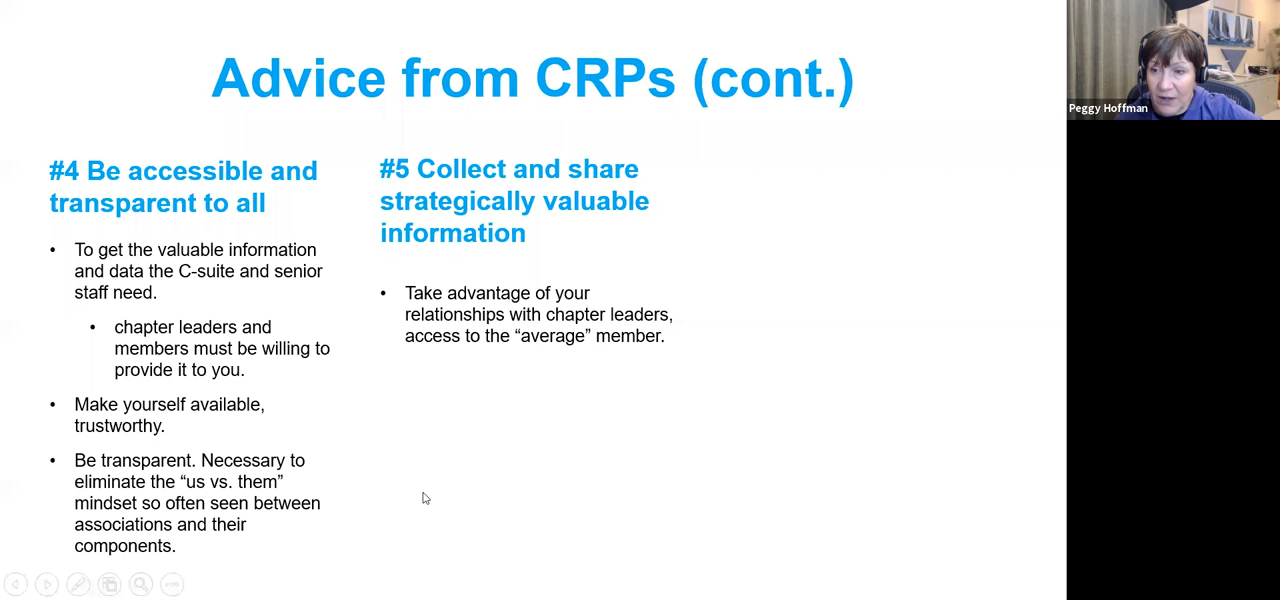 Advice from CRPs (cont.)
#4 Be accessible and
transparent to all
• To get the valuable information
and data the C-suite and senior
staff need.
• chapter leaders and
members must be willing to
provide it to you.
• Make yourself available,
trustworthy.
• Be transparent. Necessary to
eliminate the “us vs. them”
mindset so often seen between
associations and their
components.
#5 Collect and share
strategically valuable
information
• Take advantage of your
relationships with chapter leaders,
access to the “average” member.
Peggy Hoffman